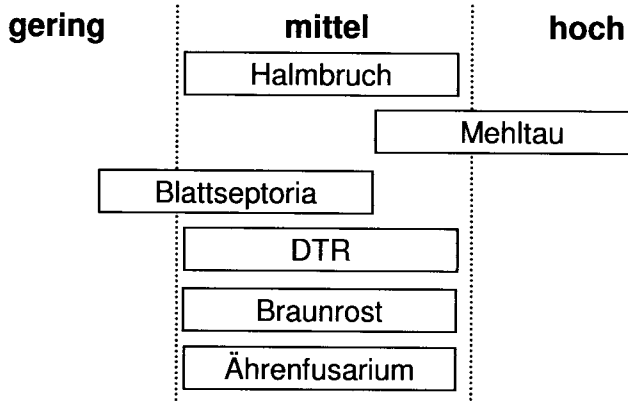 gering mittel hoch
Halmbruch
Mehltau
Blattseptoria
DTR
Braunrost
Ährenfusarium